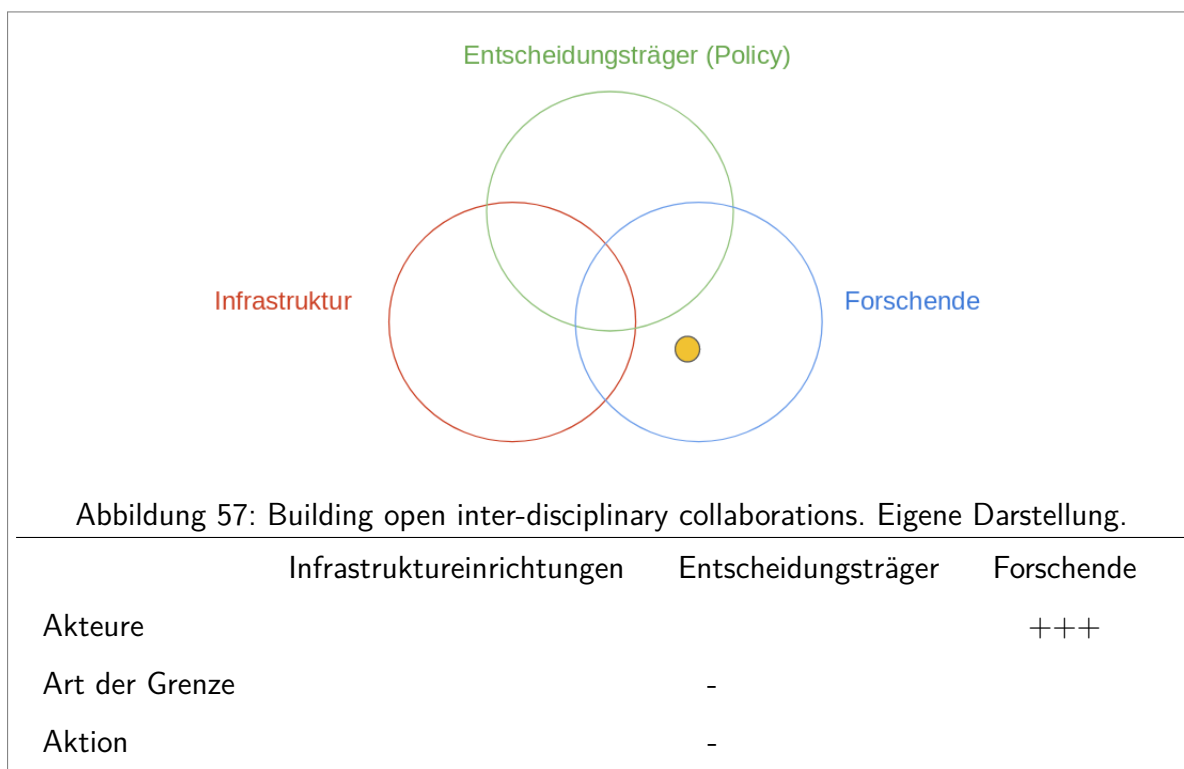 Entscheidungsträger (Policy)
Infrastruktur
Forschende
Abbildung 57: Building open inter-disciplinary collaborations. Eigene Darstellung.
Infrastruktureinrichtungen Entscheidungsträger Forschende
Akteure +++
Art der Grenze -
Aktion -